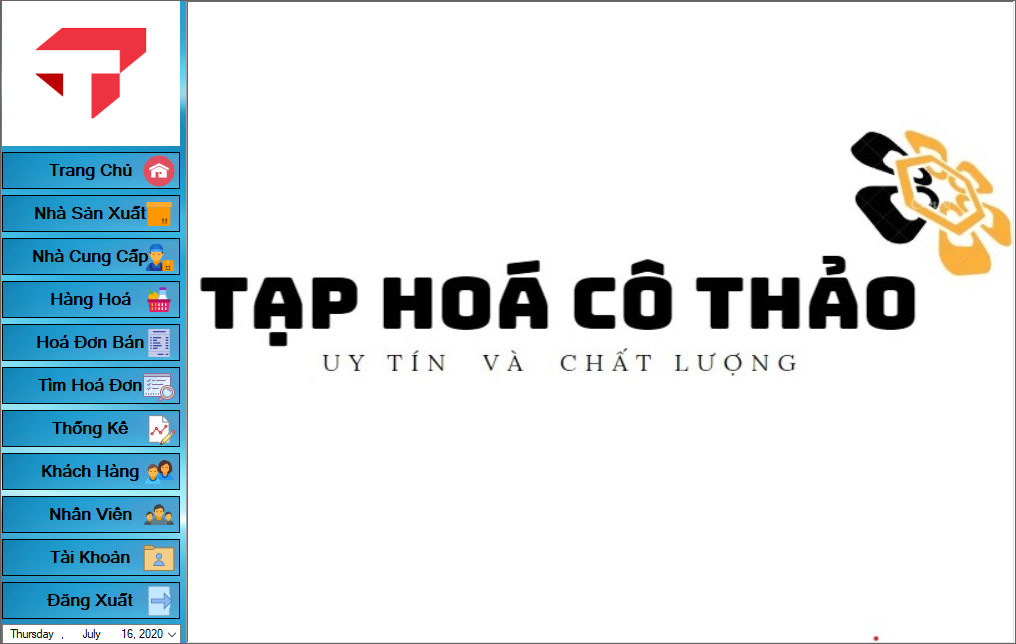 Trang Chủ
Nhà Sản Xuất
Nhà Cung Cấp
Hàng Hoá
Hoá Đơn Bán
Tìm Hoá Đơn
Thống Kê
Khách Hàng
Nhân Viên
Tài Khoản
Đăng Xuất
Thursday , July 16, 2020
TẠP HOÁ CÔ THẢO
UY TÍN VÀ CHẤT LƯỢNG